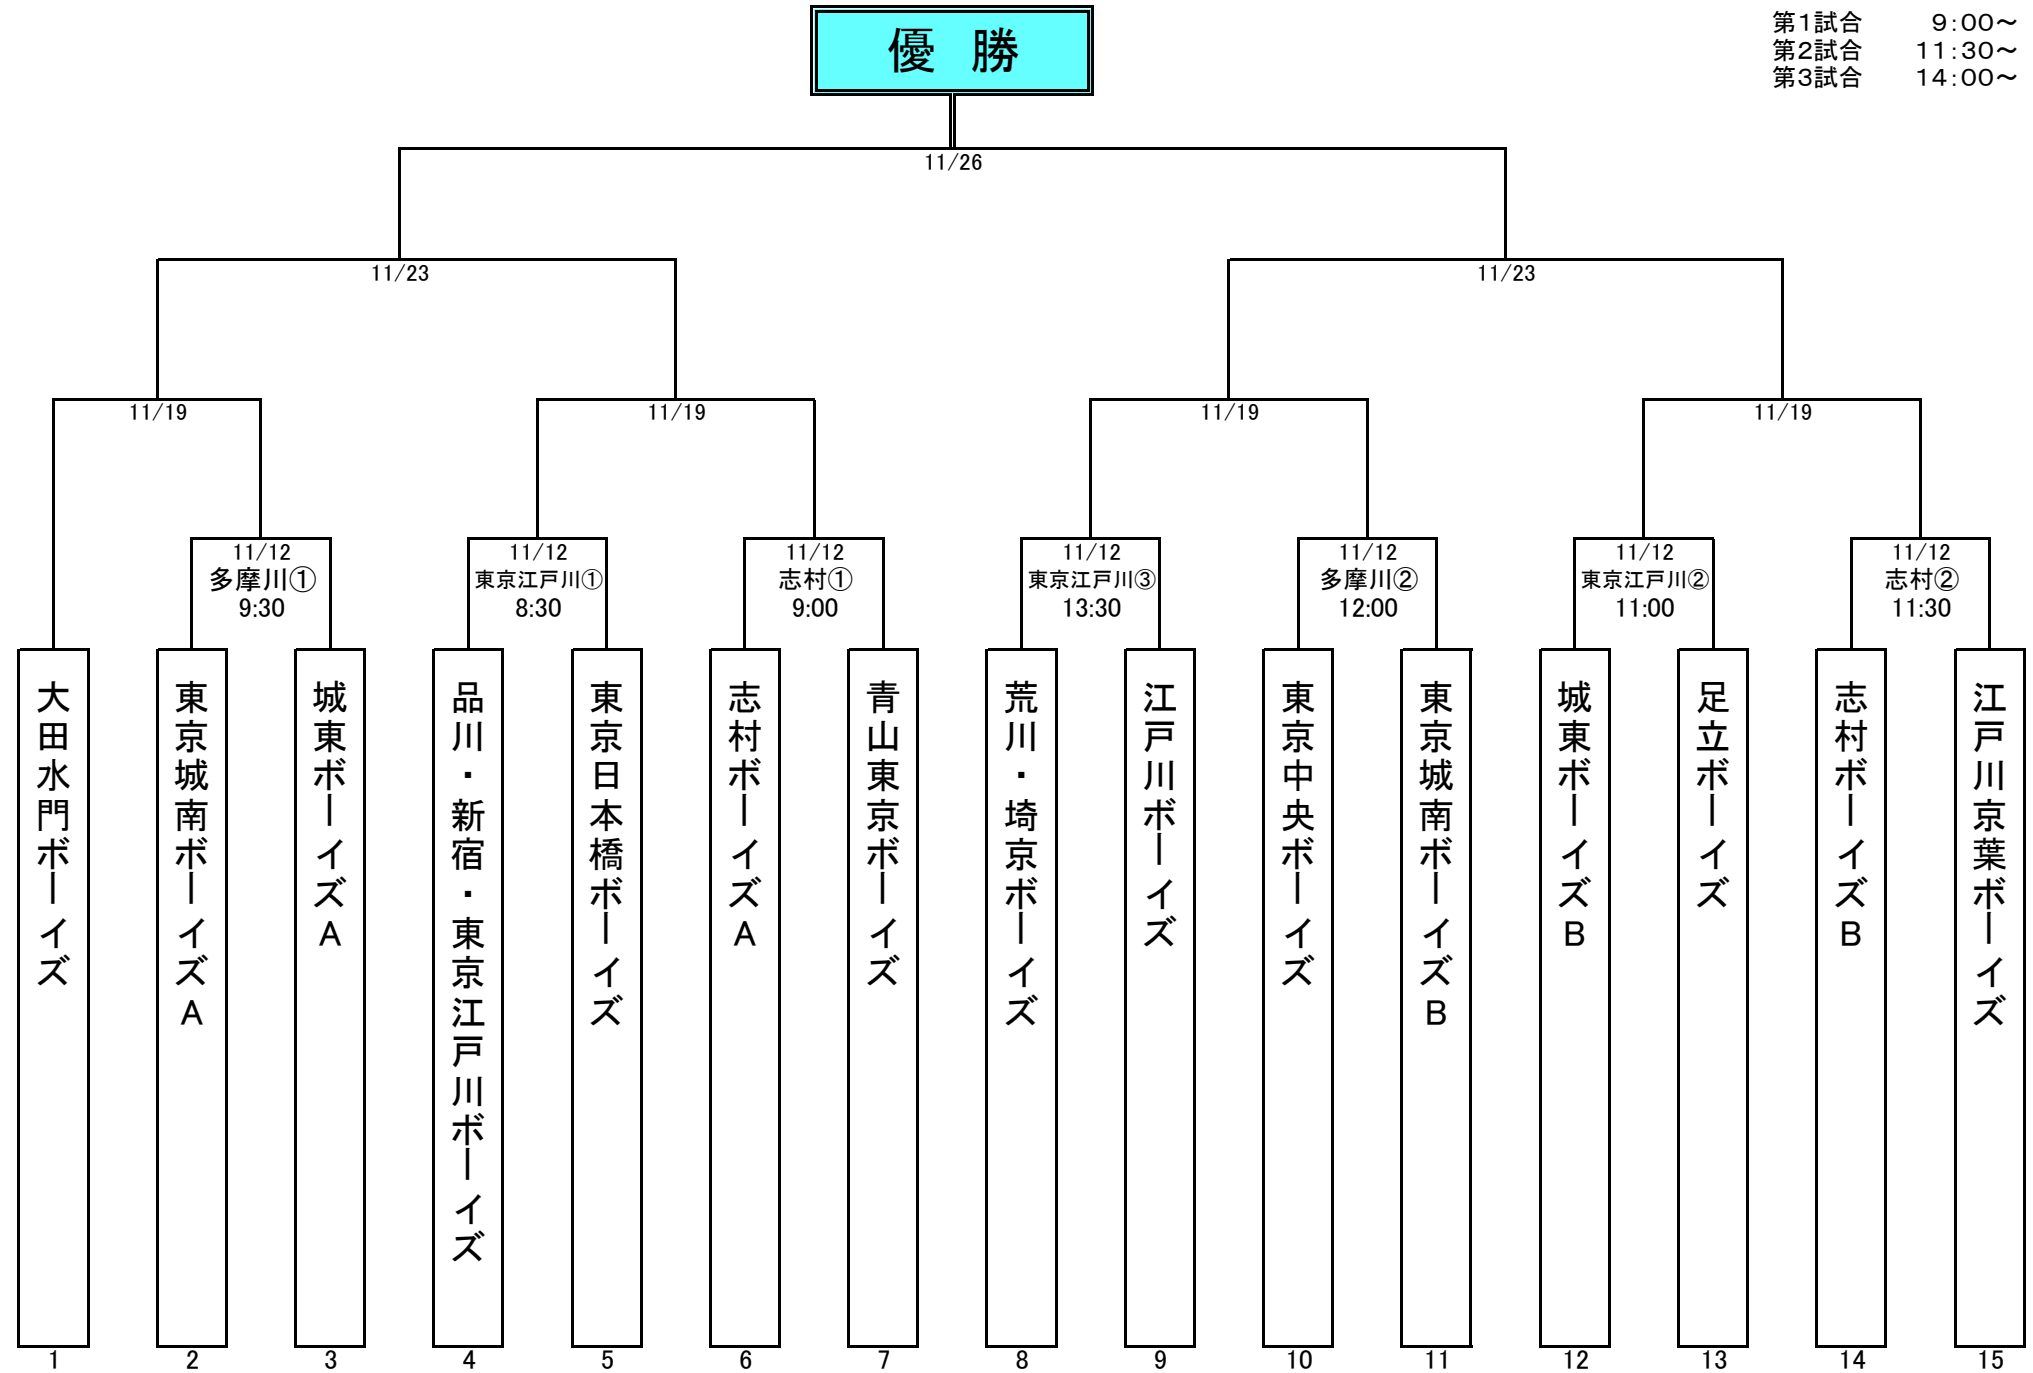 優 勝
第1試合 9:00～
第2試合 11:30～
第3試合 14:00～
11/26
11/23
11/23
11/19
11/19
11/19
11/19
11/12
多摩川①
9:30
11/12
東京江戸川①
8:30
11/12
志村①
9:00
11/12
東京江戸川③
13:30
11/12
多摩川②
12:00
11/12
東京江戸川②
11:00
11/12
志村②
11:30
大田水門ボーイズ
東京城南ボーイズA
城東ボーイズA
品川・新宿・東京江戸川ボーイズ
東京日本橋ボーイズ
志村ボーイズA
青山東京ボーイズ
荒川・埼京ボーイズ
江戸川ボーイズ
東京中央ボーイズ
東京城南ボーイズB
城東ボーイズB
足立ボーイズ
志村ボーイズB
江戸川京葉ボーイズ
1 2 3 4 5 6 7 8 9 10 11 12 13 14 15